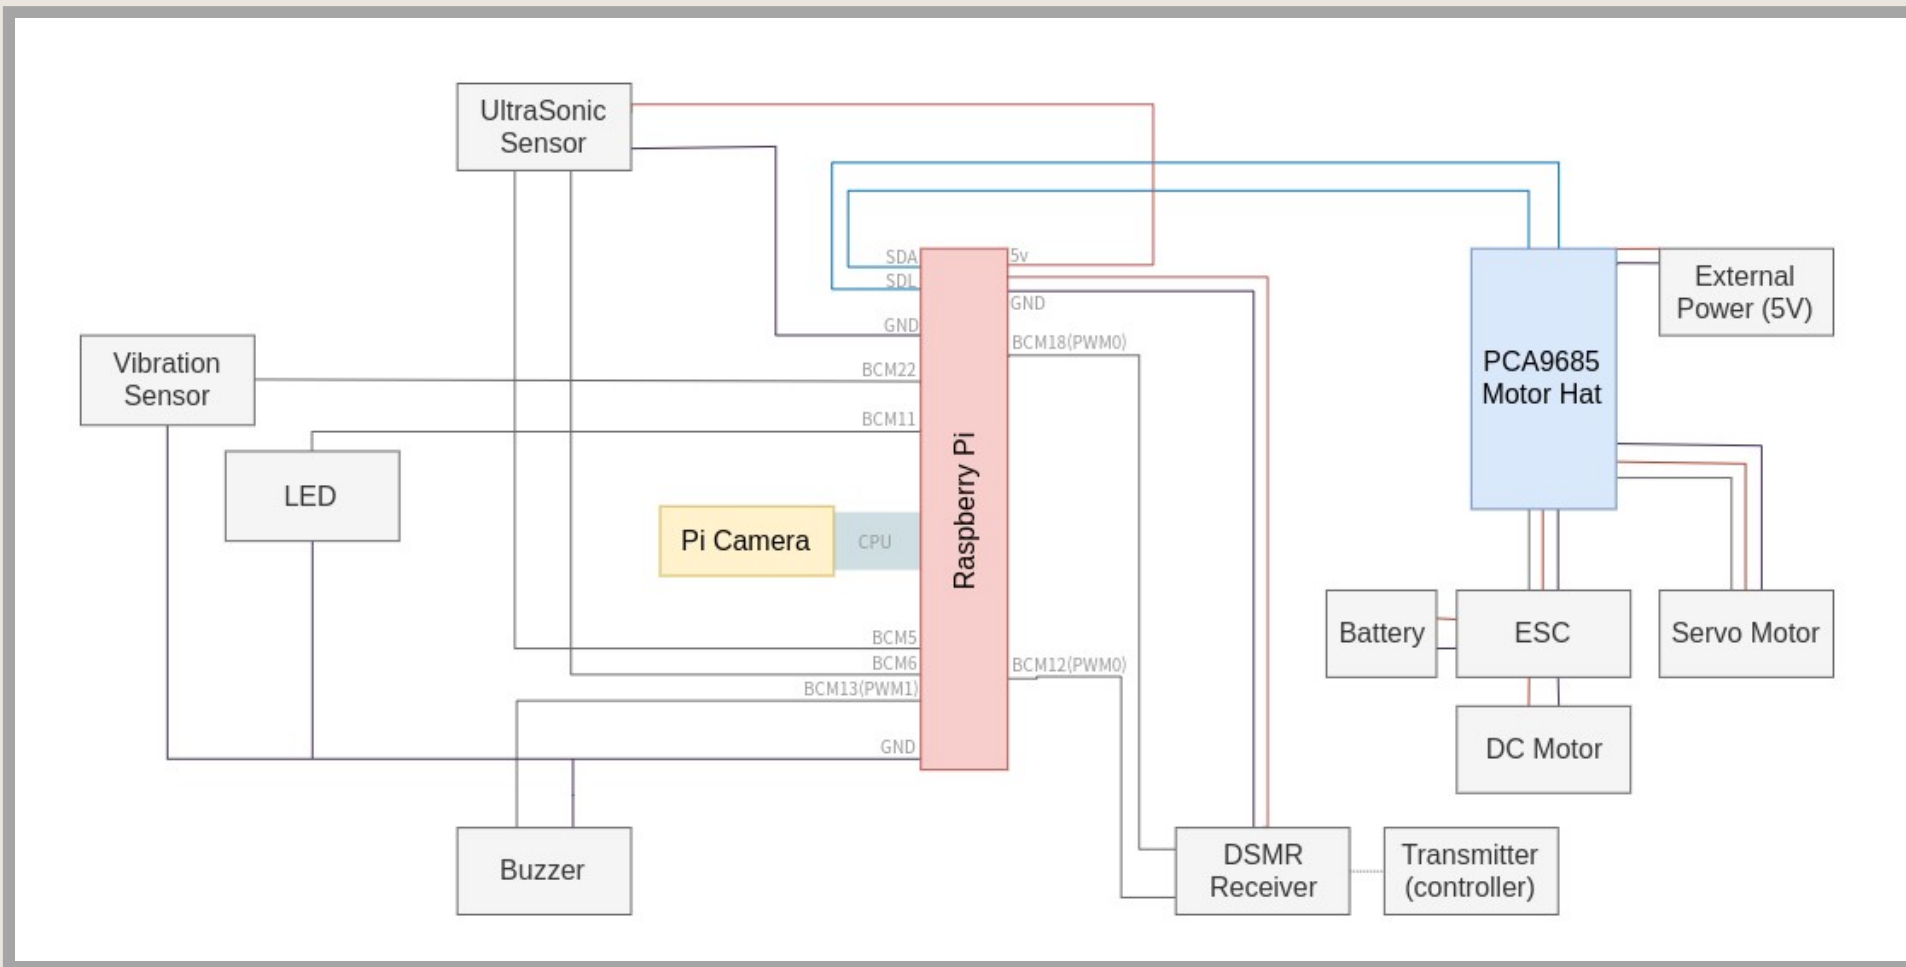 UltraSonic
Sensor
SDA
5v
SDL
GND
GND
External
Power (5V)
BCM18(PWM0)
Vibration
Sensor
BCM22
PCA9685
Motor Hat
BCM11
LED
Raspberry Pi
Pi Camera
CPU
BCM5
BCM6
BCM12(PWM0)
BCM13(PWM1)
Battery
ESC
Servo Motor
GND
DC Motor
Buzzer
DSMR
Receiver
Transmitter
(controller)